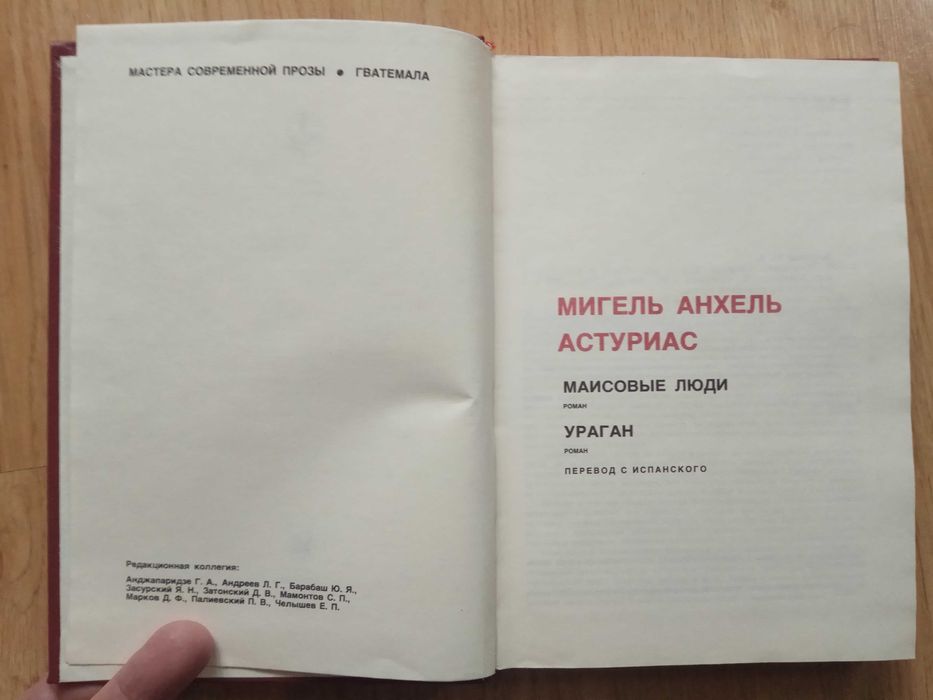 МАСТЕРА СОВРЕМЕННОЙ ПРОЗЫ ● ГВАТЕМАЛА
Редакционная коллегия:
Анджапаридзе Г. А., Андреев Л. Г., Барабаш Ю. Я.,
Засурский Я. Н., Затонский Д. В., Мамонтов С. П.,
Марков Д. Ф., Палиевский П. В., Челышев Е. П.
МИГЕЛЬ АНХЕЛЬ
АСТУРИАС
МАИСОВЫЕ ЛЮДИ
РОМАН
УРАГАН
РОМАН
ПЕРЕВОД С ИСПАНСКОГО